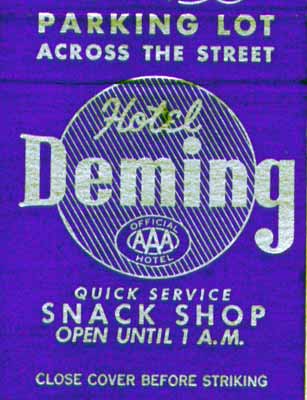 PARKING LOT
ACROSS THE STREET
Hotel
Deming
OFFICIAL
AAA
HOTEL
QUICK SERVICE
SNACK SHOP
OPEN UNTIL 1 A.M.
CLOSE COVER BEFORE STRIKING